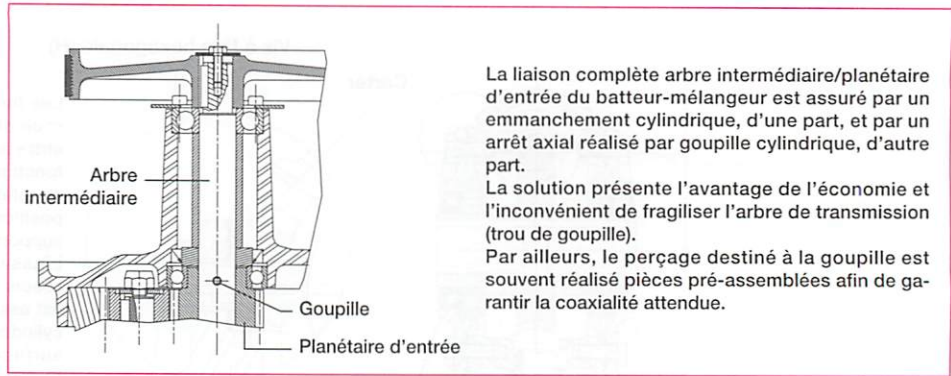 La liaison complète arbre intermédiaire/planétaire
d'entrée du batteur-mélangeur est assuré par un
emmanchement cylindrique, d'une part, et par un
arrêt axial réalisé par goupille cylindrique, d'autre
part.
La solution présente l'avantage de l'économie et
l'inconvénient de fragiliser l'arbre de transmission
(trou de goupille).
Par ailleurs, le perçage destiné à la goupille est
souvent réalisé pièces pré-assemblées afin de ga-
rantir la coaxialité attendue.
Arbre
intermédiaire
Goupille
Planétaire d'entrée